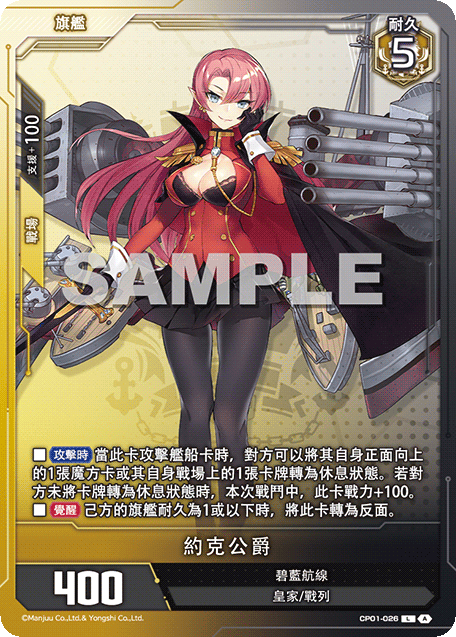 旗艦
耐久
5
支援+100
戰場
SAMPLE
■ 攻擊時 當此卡攻擊艦船卡時，對方可以將其自身正面向上
的1張魔方卡或其自身戰場上的1張卡牌轉為休息狀態。若對
方未將卡牌轉為休息狀態時，本次戰鬥中，此卡戰力+100。
■ 覺醒 己方的旗艦耐久為1或以下時，將此卡轉為反面。
約克公爵
400
碧藍航線
皇家/戰列
©Manjuu Co.,Ltd.& Yongshi Co.,Ltd.
CP01-026 L A